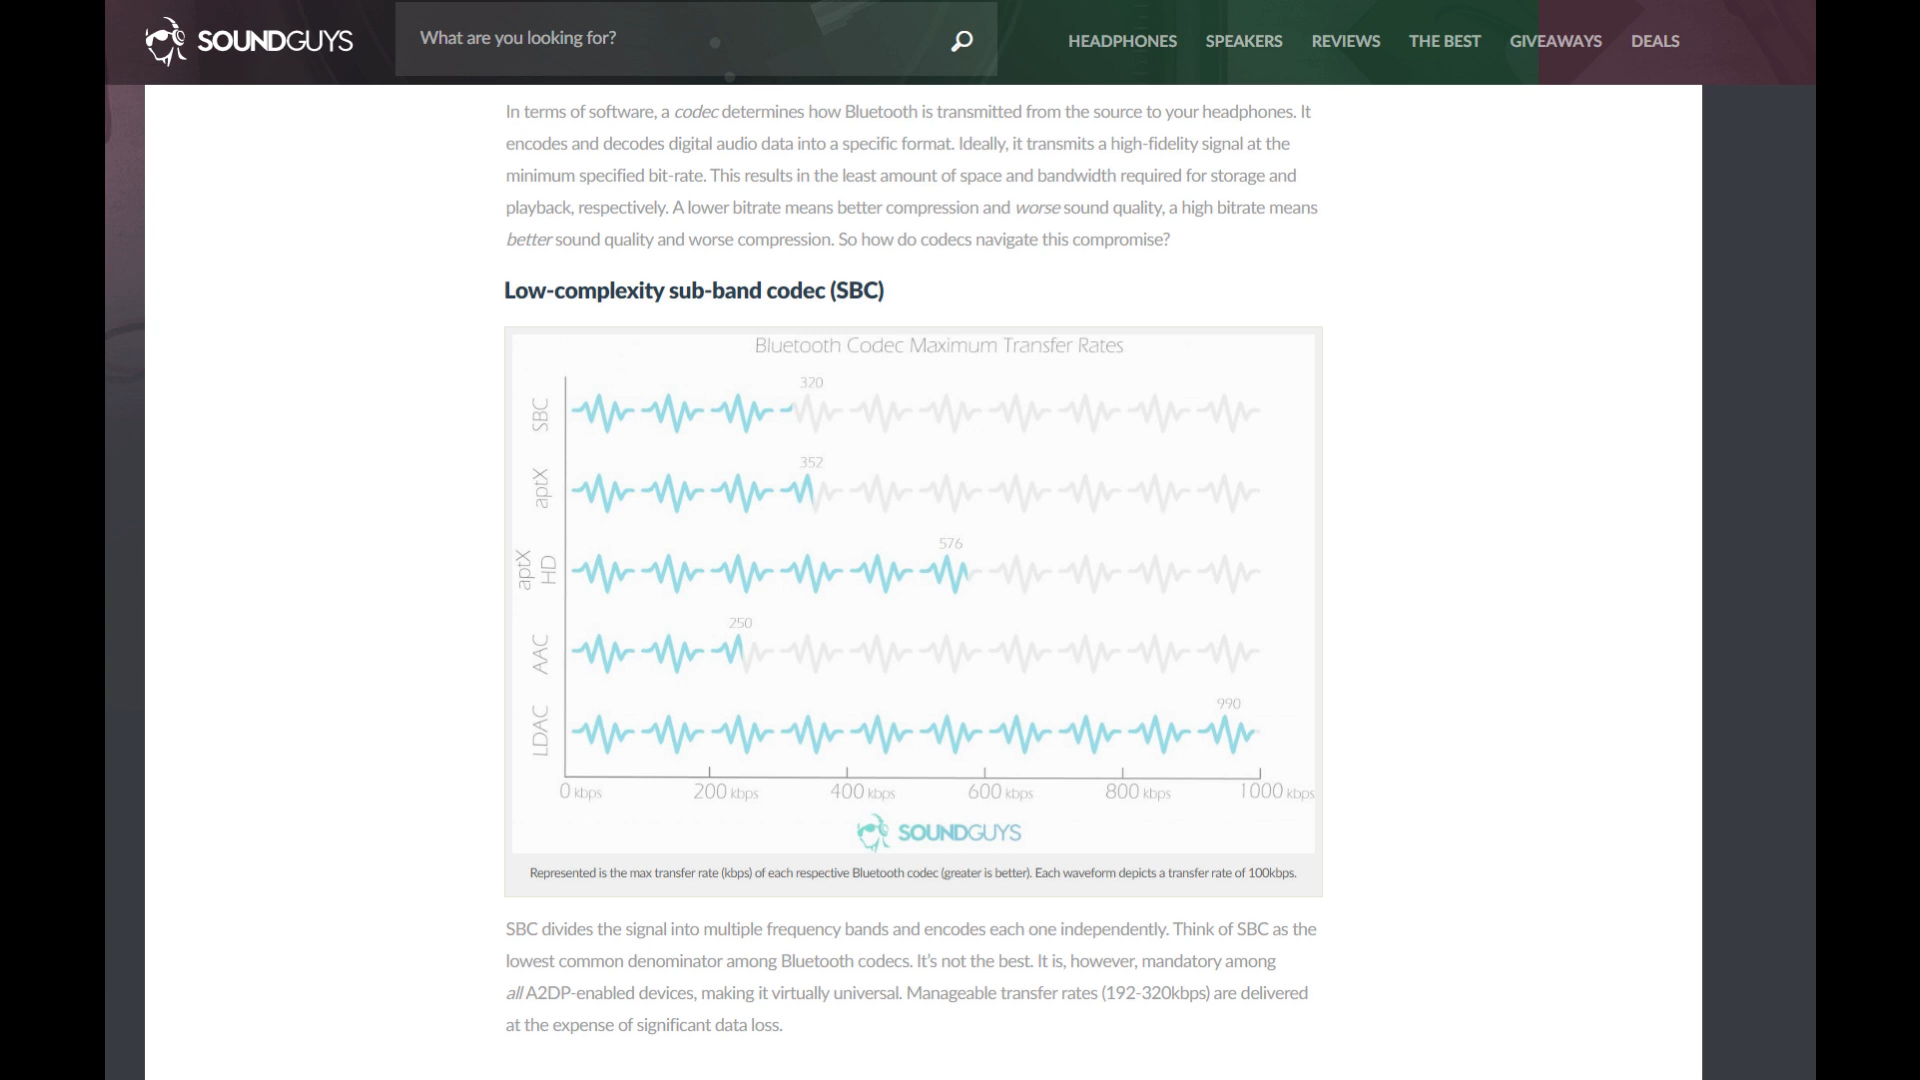 SOUNDGUYS
What are you looking for?
HEADPHONES SPEAKERS REVIEWS THE BEST GIVEAWAYS DEALS
In terms of software, a codec determines how Bluetooth is transmitted from the source to your headphones. It
encodes and decodes digital audio data into a specific format. Ideally, it transmits a high-fidelity signal at the
minimum specified bit-rate. This results in the least amount of space and bandwidth required for storage and
playback, respectively. A lower bitrate means better compression and worse sound quality, a high bitrate means
better sound quality and worse compression. So how do codecs navigate this compromise?
Low-complexity sub-band codec (SBC)
Bluetooth Codec Maximum Transfer Rates
SBC
320
aptX
352
aptX
HD
576
AAC
250
LDAC
990
0 kbps 200 kbps 400 kbps 600 kbps 800 kbps 1000 kbps
SOUNDGUYS
Represented is the max transfer rate (kbps) of each respective Bluetooth codec (greater is better). Each waveform depicts a transfer rate of 100kbps.
SBC divides the signal into multiple frequency bands and encodes each one independently. Think of SBC as the
lowest common denominator among Bluetooth codecs. It's not the best. It is, however, mandatory among
all A2DP-enabled devices, making it virtually universal. Manageable transfer rates (192-320kbps) are delivered
at the expense of significant data loss.